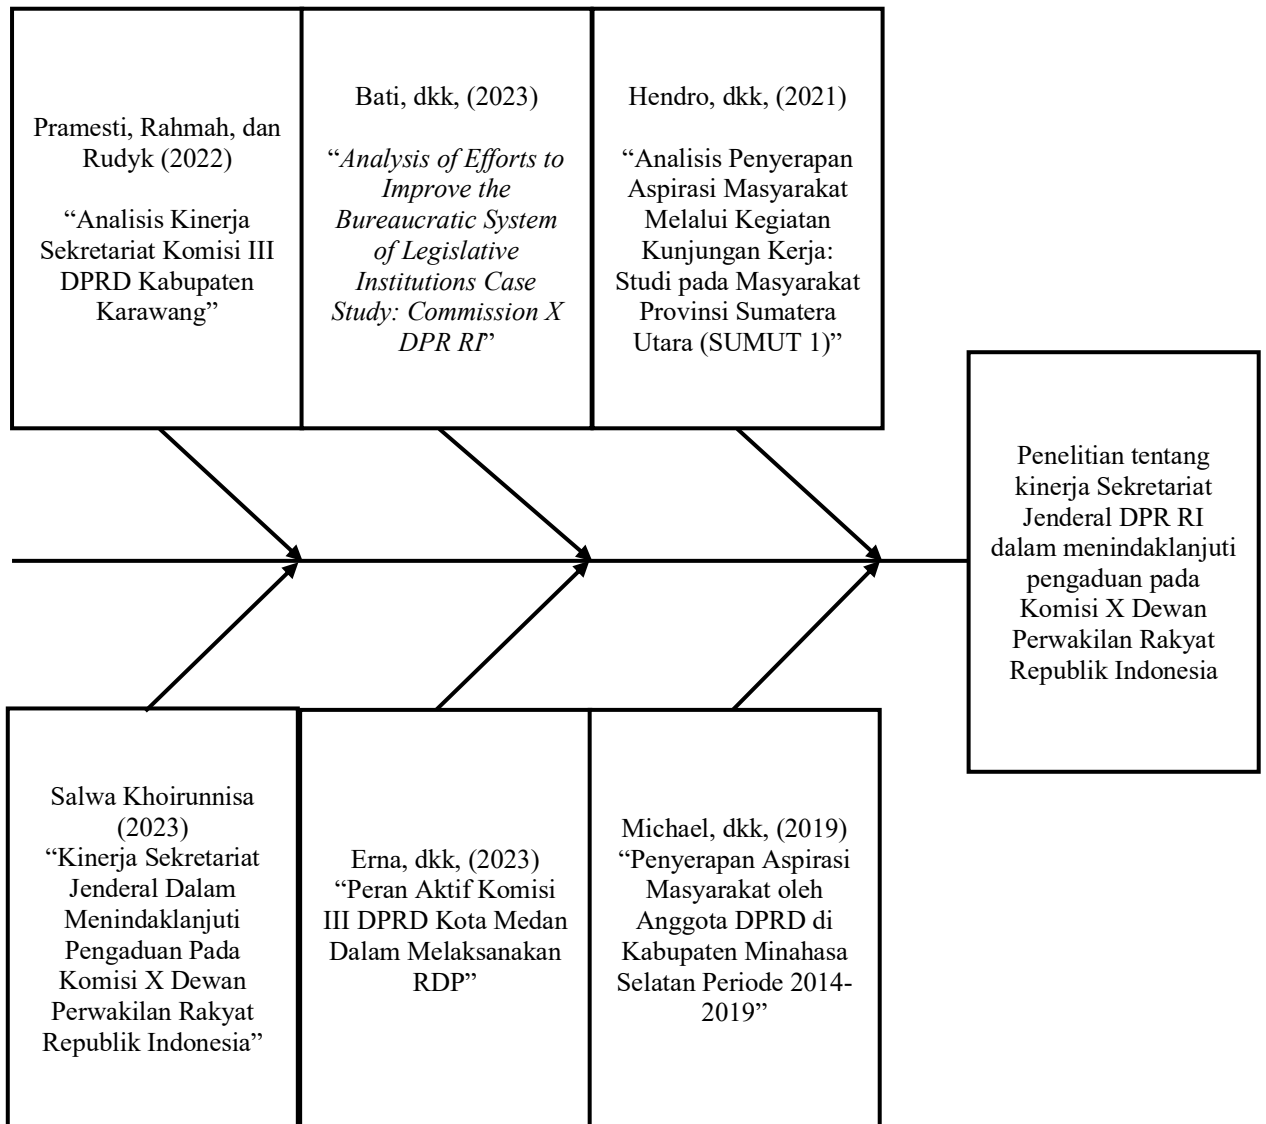 Pramesti, Rahmah, dan
Rudyk (2022)
“Analisis Kinerja
Sekretariat Komisi III
DPRD Kabupaten
Karawang”
Bati, dkk, (2023)
“Analysis of Efforts to
Improve the
Bureaucratic System
of Legislative
Institutions Case
Study: Commission X
DPR RI”
Hendro, dkk, (2021)
“Analisis Penyerapan
Aspirasi Masyarakat
Melalui Kegiatan
Kunjungan Kerja:
Studi pada Masyarakat
Provinsi Sumatera
Utara (SUMUT 1)”
Penelitian tentang
kinerja Sekretariat
Jenderal DPR RI
dalam menindaklanjuti
pengaduan pada
Komisi X Dewan
Perwakilan Rakyat
Republik Indonesia
Salwa Khoirunnisa
(2023)
“Kinerja Sekretariat
Jenderal Dalam
Menindaklanjuti
Pengaduan Pada
Komisi X Dewan
Perwakilan Rakyat
Republik Indonesia”
Erna, dkk, (2023)
“Peran Aktif Komisi
III DPRD Kota Medan
Dalam Melaksanakan
RDP”
Michael, dkk, (2019)
“Penyerapan Aspirasi
Masyarakat oleh
Anggota DPRD di
Kabupaten Minahasa
Selatan Periode 2014-
2019”